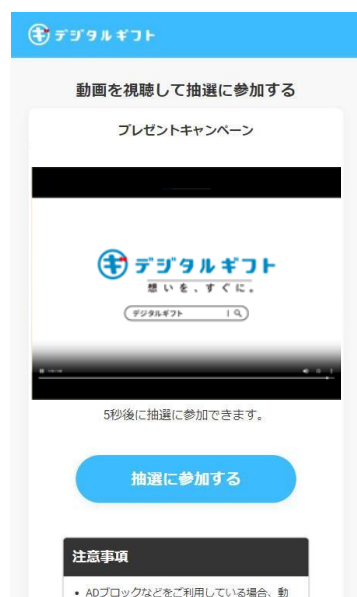 デジタルギフト
動画を視聴して抽選に参加する
プレゼントキャンペーン
デジタルギフト
想いを、すぐに。
デジタルギフト
5秒後に抽選に参加できます。
抽選に参加する
注意事項
• ADブロックなどをご利用している場合、動